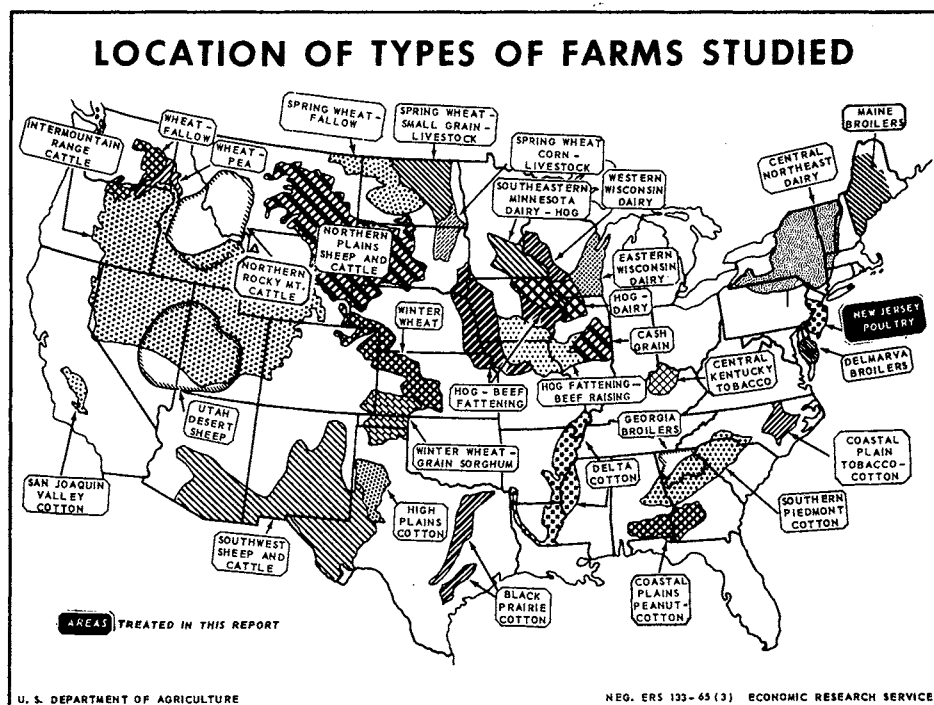 LOCATION OF TYPES OF FARMS STUDIED
INTERMOUNTAIN
RANGE
CATTLE
WHEAT-
FALLOW
WHEAT-
PEA
SPRING WHEAT-
FALLOW
SPRING WHEAT-
SMALL GRAIN-
LIVESTOCK
SPRING WHEAT
CORN-
LIVESTOCK
SOUTHEASTERN
MINNESOTA
DAIRY-HOG
WESTERN
WISCONSIN
DAIRY
CENTRAL
NORTHEAST
DAIRY
MAINE
BROILERS
NORTHERN
PLAINS
SHEEP AND
CATTLE
NORTHERN
ROCKY MT.
CATTLE
EASTERN
WISCONSIN
DAIRY
HOG-
DAIRY
WINTER
WHEAT
CASH
GRAIN
NEW JERSEY
POULTRY
DELMARVA
BROILERS
CENTRAL
KENTUCKY
TOBACCO
HOG-BEEF
FATTENING
HOG FATTENING-
BEEF RAISING
UTAH
DESERT
SHEEP
GEORGIA
BROILERS
WINTER WHEAT-
GRAIN SORGHUM
DELTA
COTTON
COASTAL
PLAIN
TOBACCO-
COTTON
SAN JOAQUIN
VALLEY
COTTON
SOUTHERN
PIEDMONT
COTTON
HIGH
PLAINS
COTTON
SOUTHWEST
SHEEP AND
CATTLE
BLACK
PRAIRIE
COTTON
COASTAL
PLAINS
PEANUT-
COTTON
AREAS TREATED IN THIS REPORT
U. S. DEPARTMENT OF AGRICULTURE
NEG. ERS 133-65 (3) ECONOMIC RESEARCH SERVICE